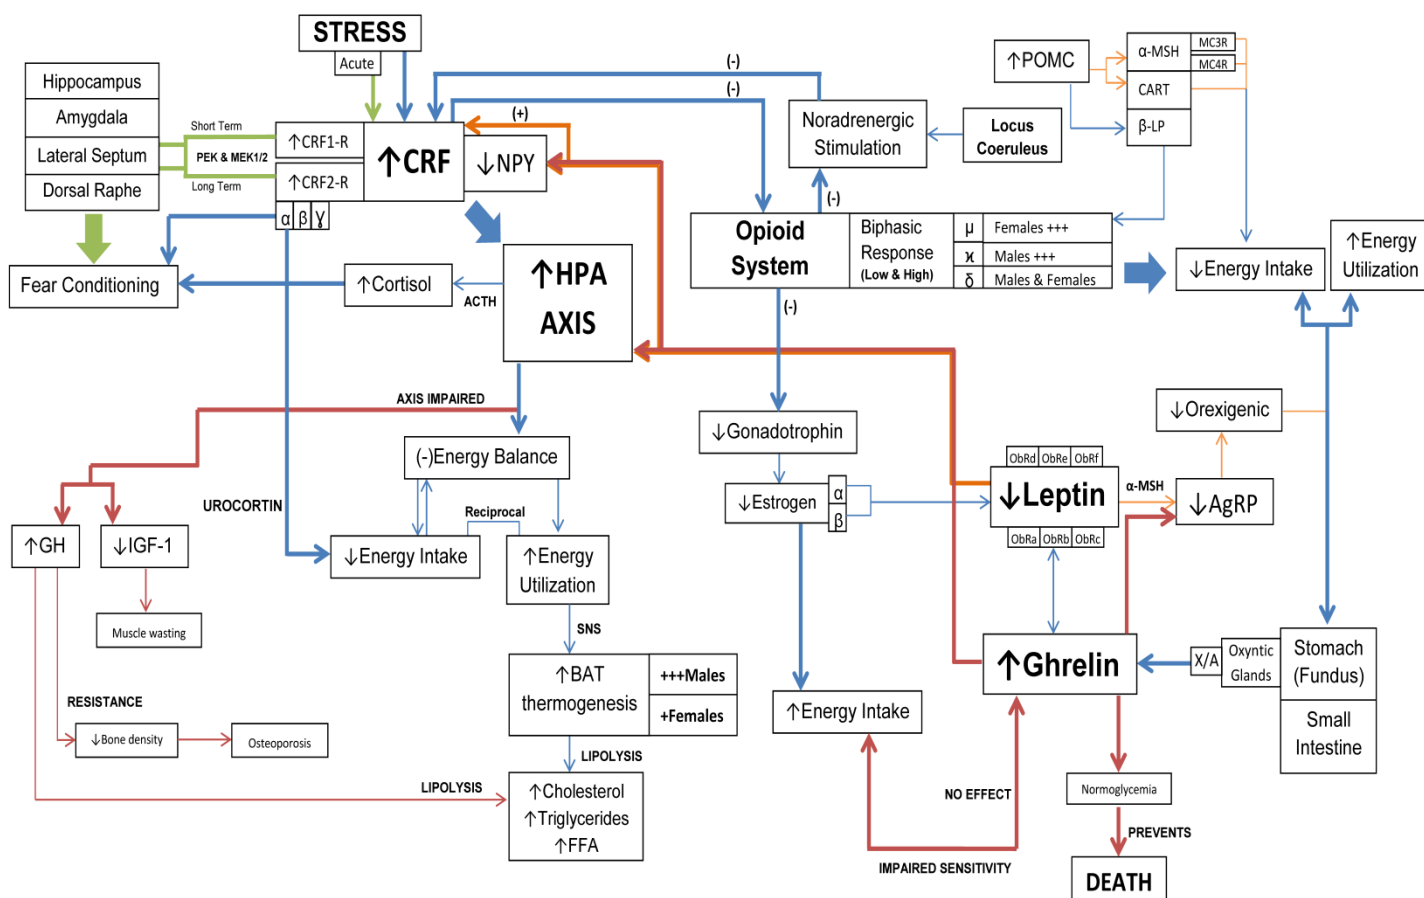 STRESS
Acute
Hippocampus
Amygdala
Lateral Septum
Dorsal Raphe
Short Term
PEK & MEK1/2
Long Term
↑CRF1-R
↑CRF2-R
α β Ɣ
↑CRF
(+)
↓NPY
(-)
(-)
Noradrenergic
Stimulation
(-)
Locus
Coeruleus
↑POMC
α-MSH
MC3R
MC4R
CART
β-LP
Opioid
System
Biphasic
Response
(Low & High)
μ Females +++
ϰ Males +++
δ Males & Females
↓Energy Intake
↑Energy
Utilization
Fear Conditioning
↑Cortisol
ACTH
↑HPA
AXIS
(-)
AXIS IMPAIRED
(-)Energy Balance
UROCORTIN
Reciprocal
↓Energy Intake
↑Energy
Utilization
SNS
↑GH
↓IGF-1
Muscle wasting
RESISTANCE
↓Bone density
Osteoporosis
↑BAT
thermogenesis
+++Males
+Females
LIPOLYSIS
LIPOLYSIS
↑Cholesterol
↑Triglycerides
↑FFA
↓Gonadotrophin
↓Estrogen
α
β
↑Energy Intake
ObRd ObRe ObRf
↓Leptin
ObRa ObRb ObRc
α-MSH
↓Orexigenic
↓AgRP
↑Ghrelin
X/A
Oxyntic
Glands
Stomach
(Fundus)
Small
Intestine
NO EFFECT
IMPAIRED SENSITIVITY
Normoglycemia
PREVENTS
DEATH